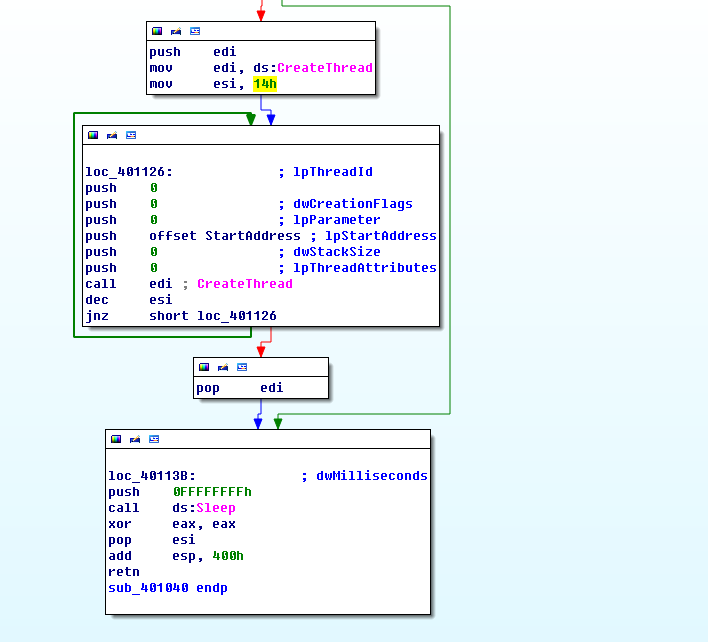 push    edi
mov     edi, ds:CreateThread
mov     esi, 14h
loc_401126:             ; lpThreadId
push    0
push    0               ; dwCreationFlags
push    0               ; lpParameter
push    offset StartAddress ; lpStartAddress
push    0               ; dwStackSize
push    0               ; lpThreadAttributes
call    edi ; CreateThread
dec     esi
jnz     short loc_401126
pop     edi
loc_40113B:             ; dwMilliseconds
push    0FFFFFFFFh
call    ds:Sleep
xor     eax, eax
pop     esi
add     esp, 400h
retn
sub_401040 endp